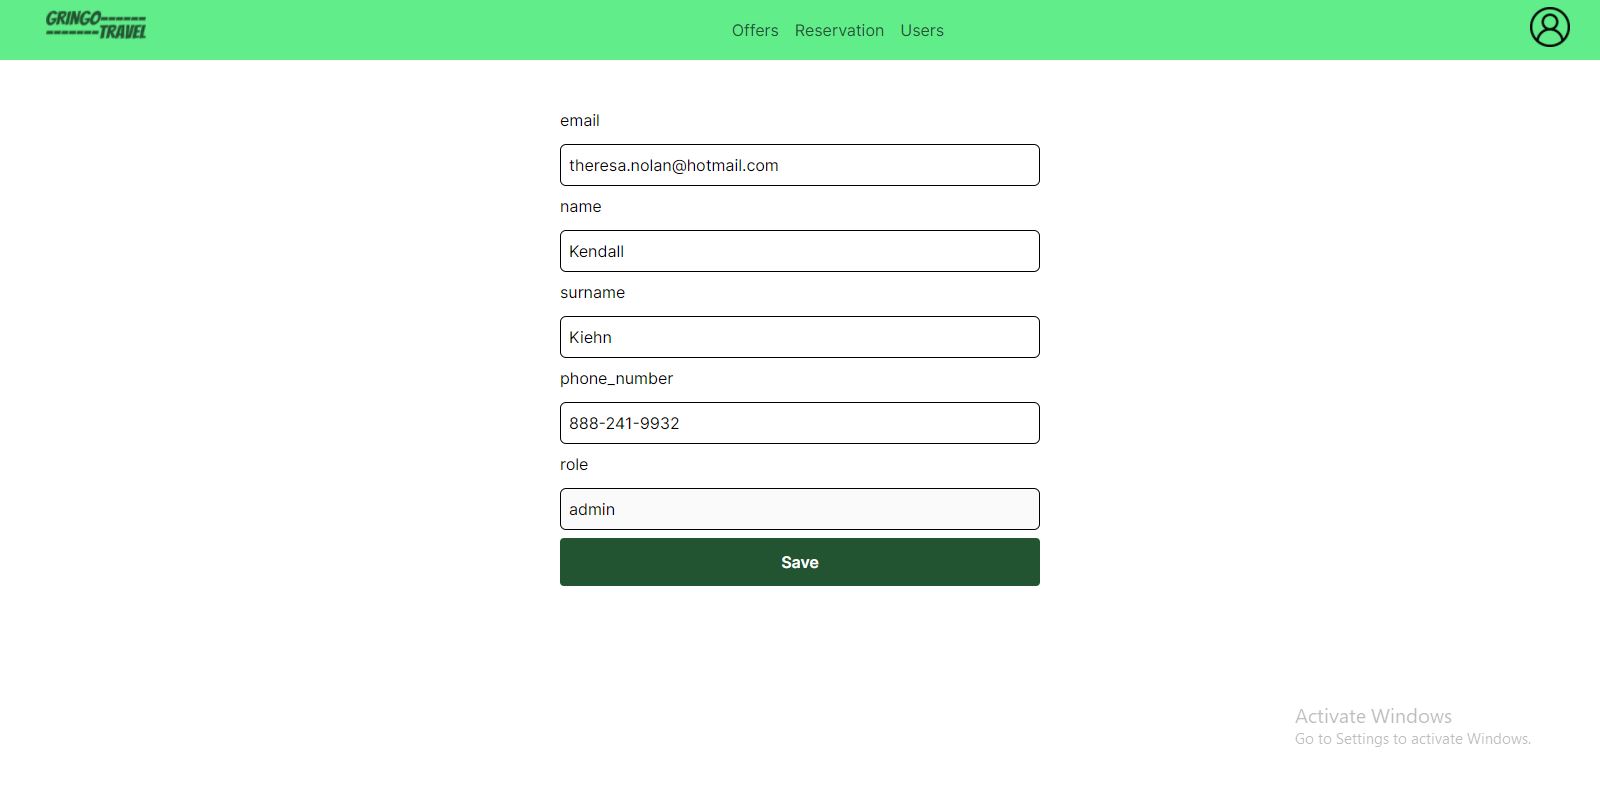 GRINGO------
-------TRAVEL
Offers Reservation Users
email
theresa.nolan@hotmail.com
name
Kendall
surname
Kiehn
phone_number
888-241-9932
role
admin
Save
Activate Windows
Go to Settings to activate Windows.